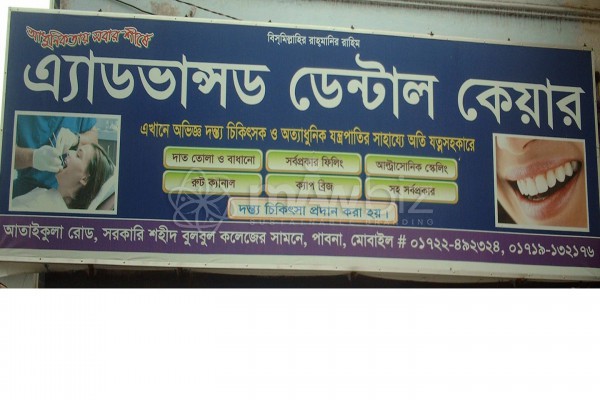 বিস্‌মিল্লাহির রাহ্‌মানির রাহিম
আধুনিকতায় সবার শীর্ষে
এ্যাডভান্সড ডেন্টাল কেয়ার
এখানে অভিজ্ঞ দন্ত্য চিকিৎসক ও অত্যাধুনিক যন্ত্রপাতির সাহায্যে অতি যত্নসহকারে
দাত তোলা ও বাধানো সর্বপ্রকার ফিলিং আল্ট্রাসোনিক স্কেলিং
রুট ক্যানাল ক্যাপ ব্রিজ সহ সর্বপ্রকার
দন্ত্য চিকিৎসা প্রদান করা হয়।
আতাইকুলা রোড, সরকারি শহীদ বুলবুল কলেজের সামনে, পাবনা, মোবাইল # ০১৭২২-৪৯২৩২৪, ০১৭১৯-১৩২১৭৬